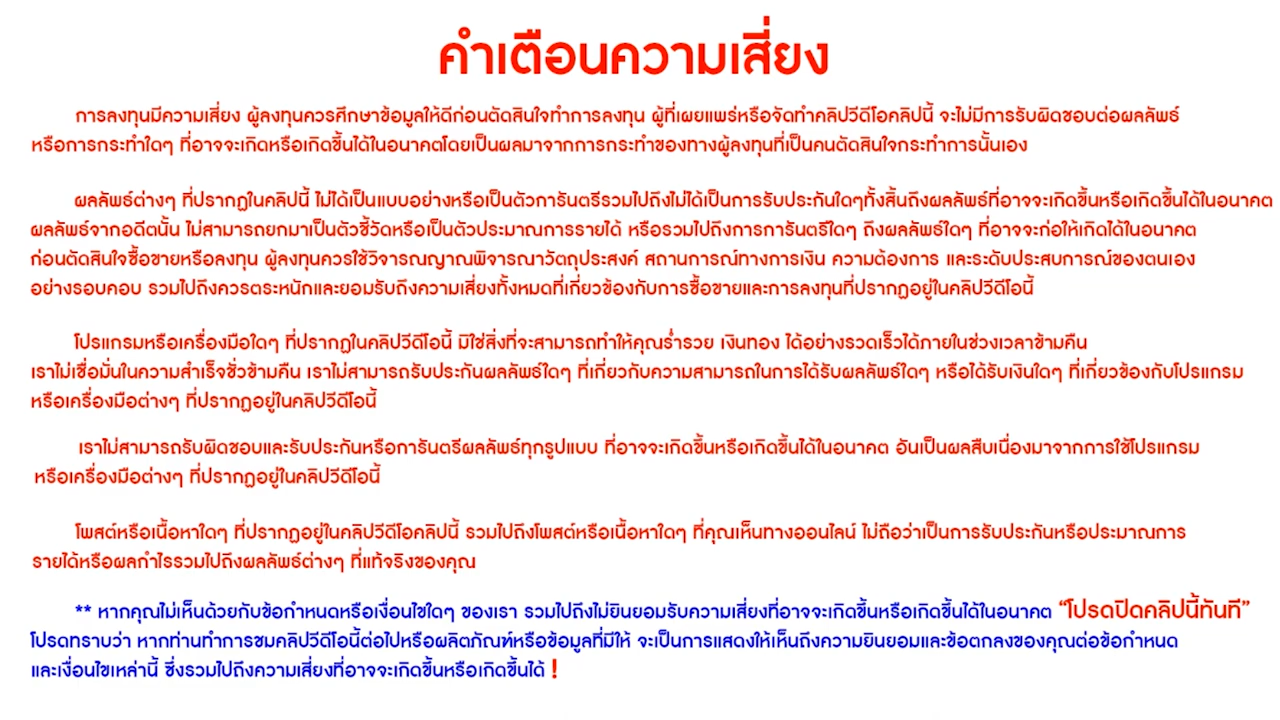 คำเตือนความเสี่ยง
การลงทุนมีความเสี่ยง ผู้ลงทุนควรศึกษาข้อมูลให้ดีก่อนตัดสินใจทำการลงทุน ผู้ที่เผยแพร่หรือจัดทำคลิปวีดีโอคลิปนี้ จะไม่มีการรับผิดชอบต่อผลลัพธ์
หรือการกระทำใดๆ ที่อาจจะเกิดหรือเกิดขึ้นได้ในอนาคตโดยเป็นผลมาจากการกระทำของทางผู้ลงทุนที่เป็นคนตัดสินใจกระทำการนั้นเอง
ผลลัพธ์ต่างๆ ที่ปรากฏในคลิปนี้ ไม่ได้เป็นแบบอย่างหรือเป็นตัวการันตรีรวมไปถึงไม่ได้เป็นการรับประกันใดๆทั้งสิ้นถึงผลลัพธ์ที่อาจจะเกิดขึ้นหรือเกิดขึ้นได้ในอนาคต
ผลลัพธ์จากอดีตนั้น ไม่สามารถยกมาเป็นตัวชี้วัดหรือเป็นตัวประมาณการรายได้ หรือรวมไปถึงการการันตรีใดๆ ถึงผลลัพธ์ใดๆ ที่อาจจะก่อให้เกิดได้ในอนาคต
ก่อนตัดสินใจซื้อขายหรือลงทุน ผู้ลงทุนควรใช้วิจารณญาณพิจารณาวัตถุประสงค์ สถานการณ์ทางการเงิน ความต้องการ และระดับประสบการณ์ของตนเอง
อย่างรอบคอบ รวมไปถึงควรตระหนักและยอมรับถึงความเสี่ยงทั้งหมดที่เกี่ยวข้องกับการซื้อขายและการลงทุนที่ปรากฏอยู่ในคลิปวีดีโอนี้
โปรแกรมหรือเครื่องมือใดๆ ที่ปรากฏในคลิปวีดีโอนี้ มิใช่สิ่งที่จะสามารถทำให้คุณร่ำรวย เงินทอง ได้อย่างรวดเร็วได้ภายในช่วงเวลาข้ามคืน
เราไม่เชื่อมั่นในความสำเร็จชั่วข้ามคืน เราไม่สามารถรับประกันผลลัพธ์ใดๆ ที่เกี่ยวกับความสามารถในการได้รับผลลัพธ์ใดๆ หรือได้รับเงินใดๆ ที่เกี่ยวข้องกับโปรแกรม
หรือเครื่องมือต่างๆ ที่ปรากฏอยู่ในคลิปวีดีโอนี้
เราไม่สามารถรับผิดชอบและรับประกันหรือการันตรีผลลัพธ์ทุกรูปแบบ ที่อาจจะเกิดขึ้นหรือเกิดขึ้นได้ในอนาคต อันเป็นผลสืบเนื่องมาจากการใช้โปรแกรม
หรือเครื่องมือต่างๆ ที่ปรากฏอยู่ในคลิปวีดีโอนี้
โพสต์หรือเนื้อหาใดๆ ที่ปรากฏอยู่ในคลิปวีดีโอคลิปนี้ รวมไปถึงโพสต์หรือเนื้อหาใดๆ ที่คุณเห็นทางออนไลน์ ไม่ถือว่าเป็นการรับประกันหรือประมาณการ
รายได้หรือผลกำไรรวมไปถึงผลลัพธ์ต่างๆ ที่แท้จริงของคุณ
** หากคุณไม่เห็นด้วยกับข้อกำหนดหรือเงื่อนไขใดๆ ของเรา รวมไปถึงไม่ยินยอมรับความเสี่ยงที่อาจจะเกิดขึ้นหรือเกิดขึ้นได้ในอนาคต “โปรดปิดคลิปนี้ทันที”
โปรดทราบว่า หากท่านทำการชมคลิปวีดีโอนี้ต่อไปหรือผลิตภัณฑ์หรือข้อมูลที่มีให้ จะเป็นการแสดงให้เห็นถึงความยินยอมและข้อตกลงของคุณต่อข้อกำหนด
และเงื่อนไขเหล่านี้ ซึ่งรวมไปถึงความเสี่ยงที่อาจจะเกิดขึ้นหรือเกิดขึ้นได้ !